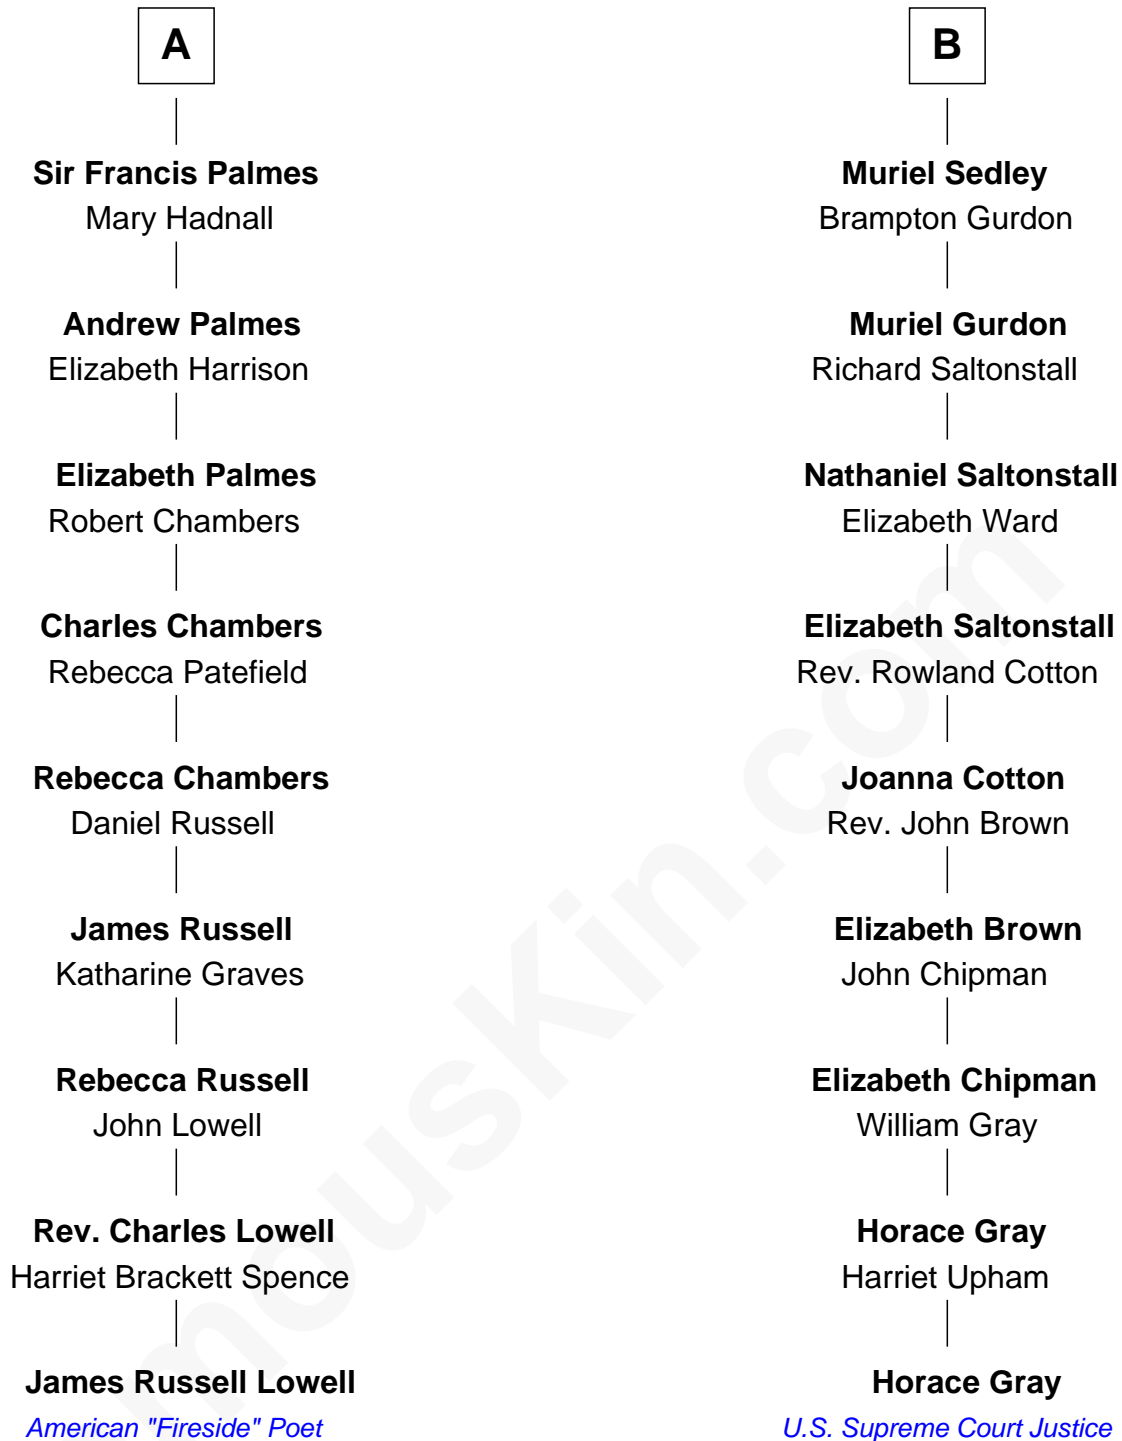 A
Sir Francis Palmes
Mary Hadnall
Andrew Palmes
Elizabeth Harrison
Elizabeth Palmes
Robert Chambers
Charles Chambers
Rebecca Patefield
Rebecca Chambers
Daniel Russell
James Russell
Katharine Graves
Rebecca Russell
John Lowell
Rev. Charles Lowell
Harriet Brackett Spence
James Russell Lowell
American "Fireside" Poet
B
Muriel Sedley
Brampton Gurdon
Muriel Gurdon
Richard Saltonstall
Nathaniel Saltonstall
Elizabeth Ward
Elizabeth Saltonstall
Rev. Rowland Cotton
Joanna Cotton
Rev. John Brown
Elizabeth Brown
John Chipman
Elizabeth Chipman
William Gray
Horace Gray
Harriet Upham
Horace Gray
U.S. Supreme Court Justice
mouskin.com